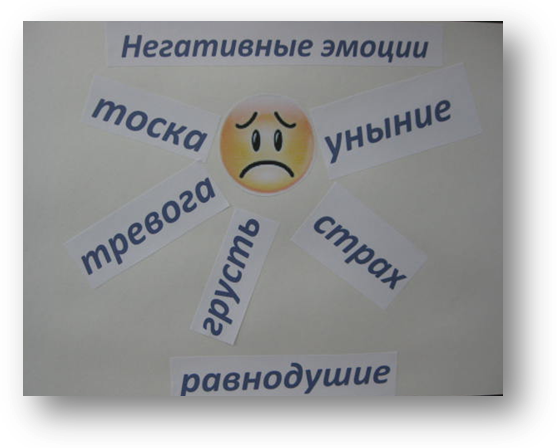 Негативные эмоции
тоска
уныние
тревога
грусть
страх
равнодушие